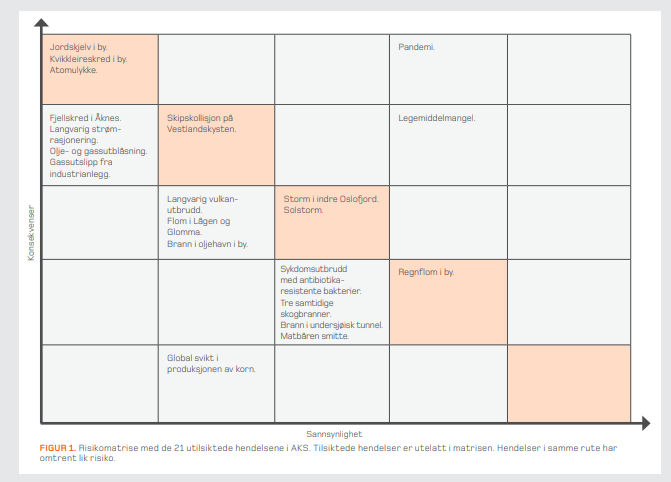 Jordskjelv i by.
Kvikkleireskred i by.
Atomulykke.
Pandemi.
Fjellskred i Åknes.
Langvarig strøm-
rasjonering.
Olje- og gassutblåsning.
Gassutslipp fra
industrianlegg.
Skipskollisjon på
Vestlandskysten.
Legemiddelmangel.
Langvarig vulkan-
utbrudd.
Flom i Lågen og
Glomma.
Brann i oljehavn i by.
Storm i indre Oslofjord.
Solstorm.
Sykdomsutbrudd
med antibiotika-
resistente bakterier.
Tre samtidige
skogbranner.
Brann i undersjøisk tunnel.
Matbåren smitte.
Regnflom i by.
Global svikt i
produksjonen av korn.
Konsekvenser
Sannsynlighet
FIGUR 1. Risikomatrise med de 21 utilsiktede hendelsene i AKS. Tilsiktede hendelser er utelatt i matrisen. Hendelser i samme rute har
omtrent lik risiko.